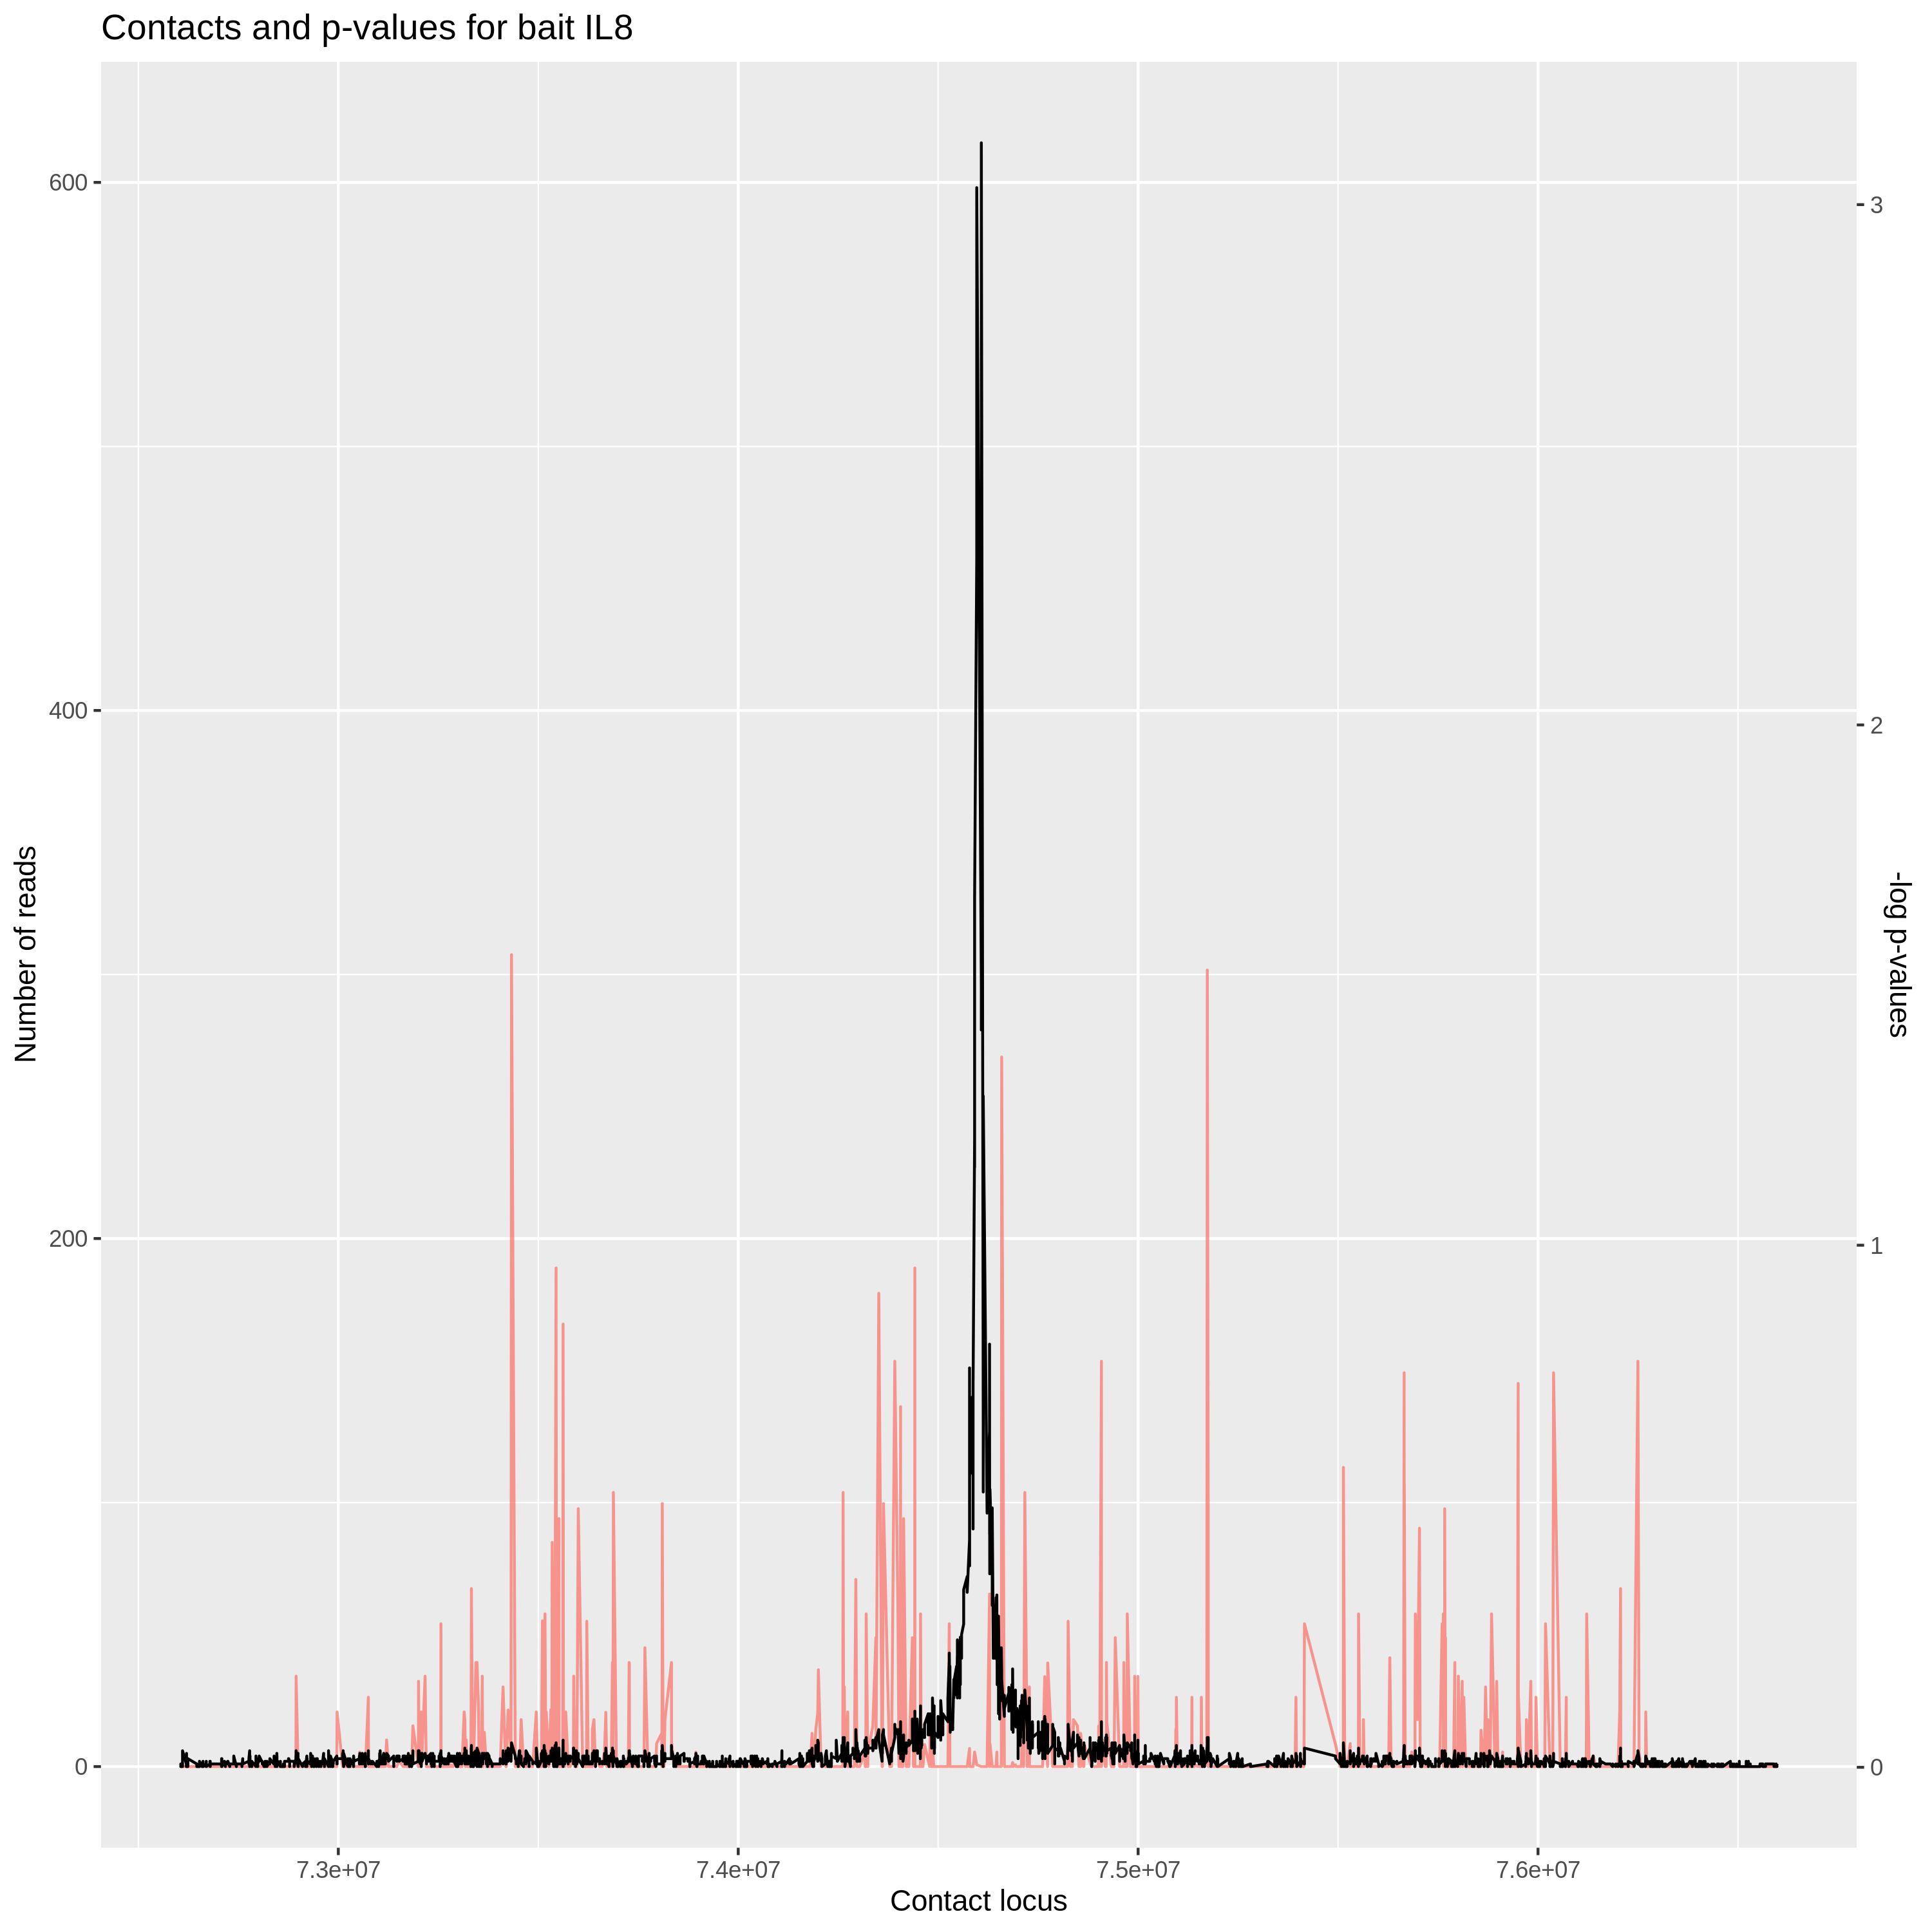 Contacts and p-values for bait IL8
600
400
200
0
Number of reads
3
2
1
0
-log p-values
7.3e+07
7.4e+07
7.5e+07
7.6e+07
Contact locus